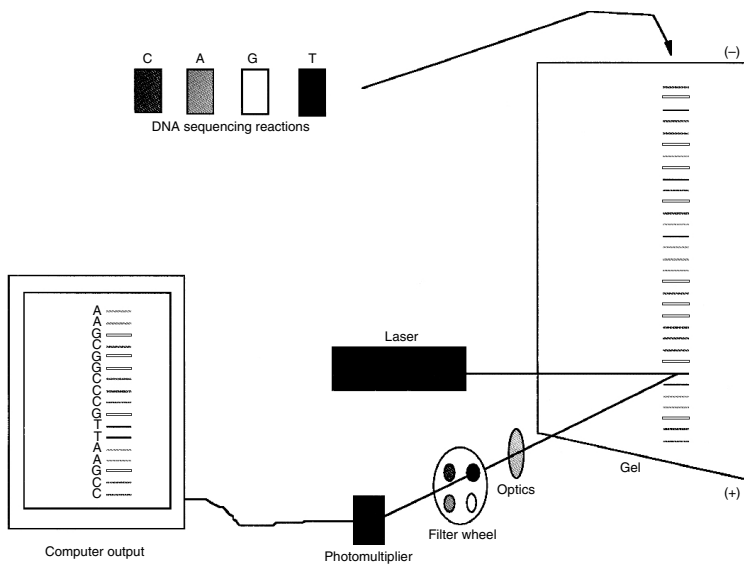 C A G T
DNA sequencing reactions
(–)
Laser
A
A
G
C
G
G
C
C
C
G
T
T
A
A
G
C
C
Gel
Optics
(+)
Filter wheel
Photomultiplier
Computer output